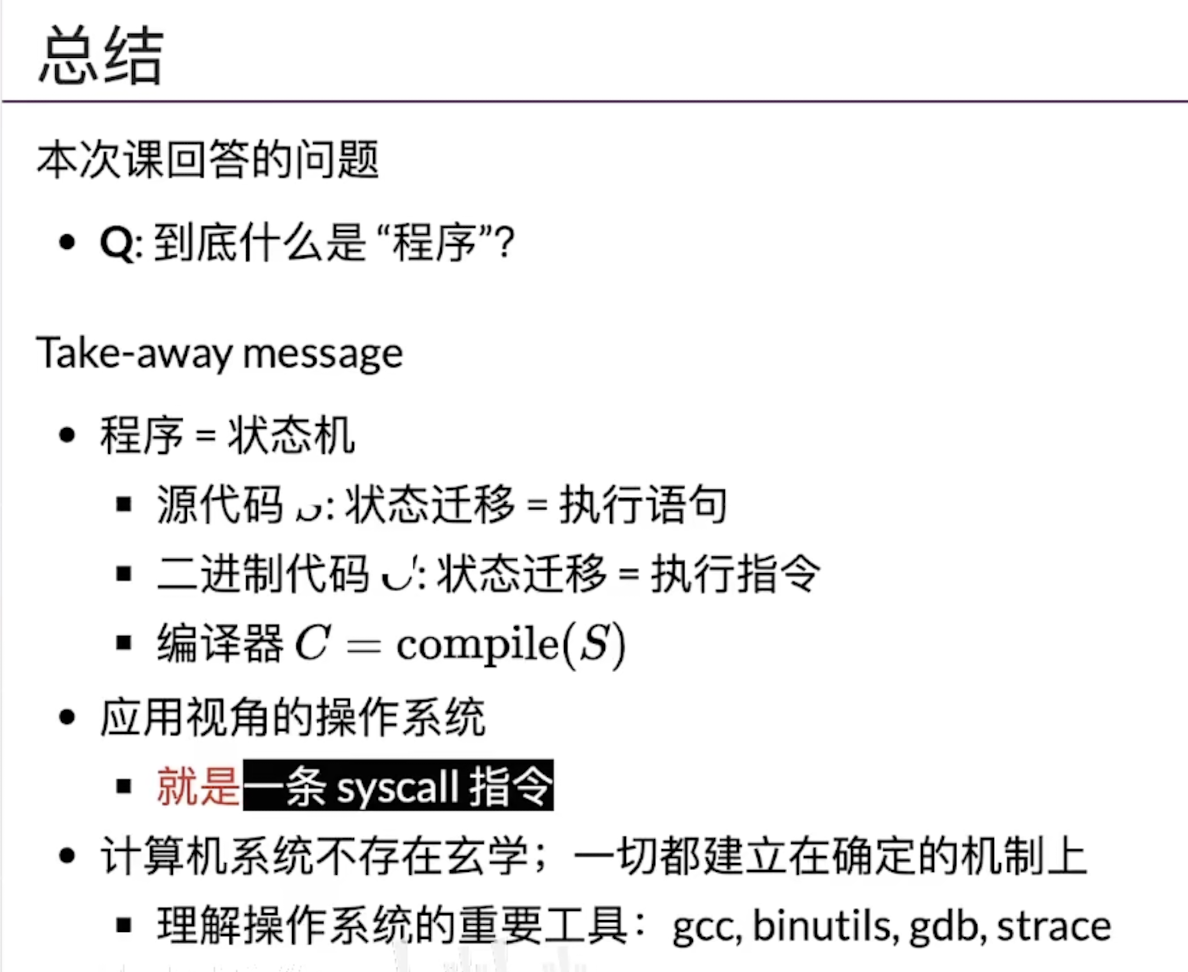 总结
本次课回答的问题
• Q: 到底什么是 “程序”?
Take-away message
• 程序 = 状态机
▪ 源代码 : 状态迁移 = 执行语句
▪ 二进制代码 : 状态迁移 = 执行指令
▪ 编译器 C = compile(S)
• 应用视角的操作系统
▪ 就是一条 syscall 指令
• 计算机系统不存在玄学；一切都建立在确定的机制上
▪ 理解操作系统的重要工具：gcc, binutils, gdb, strace